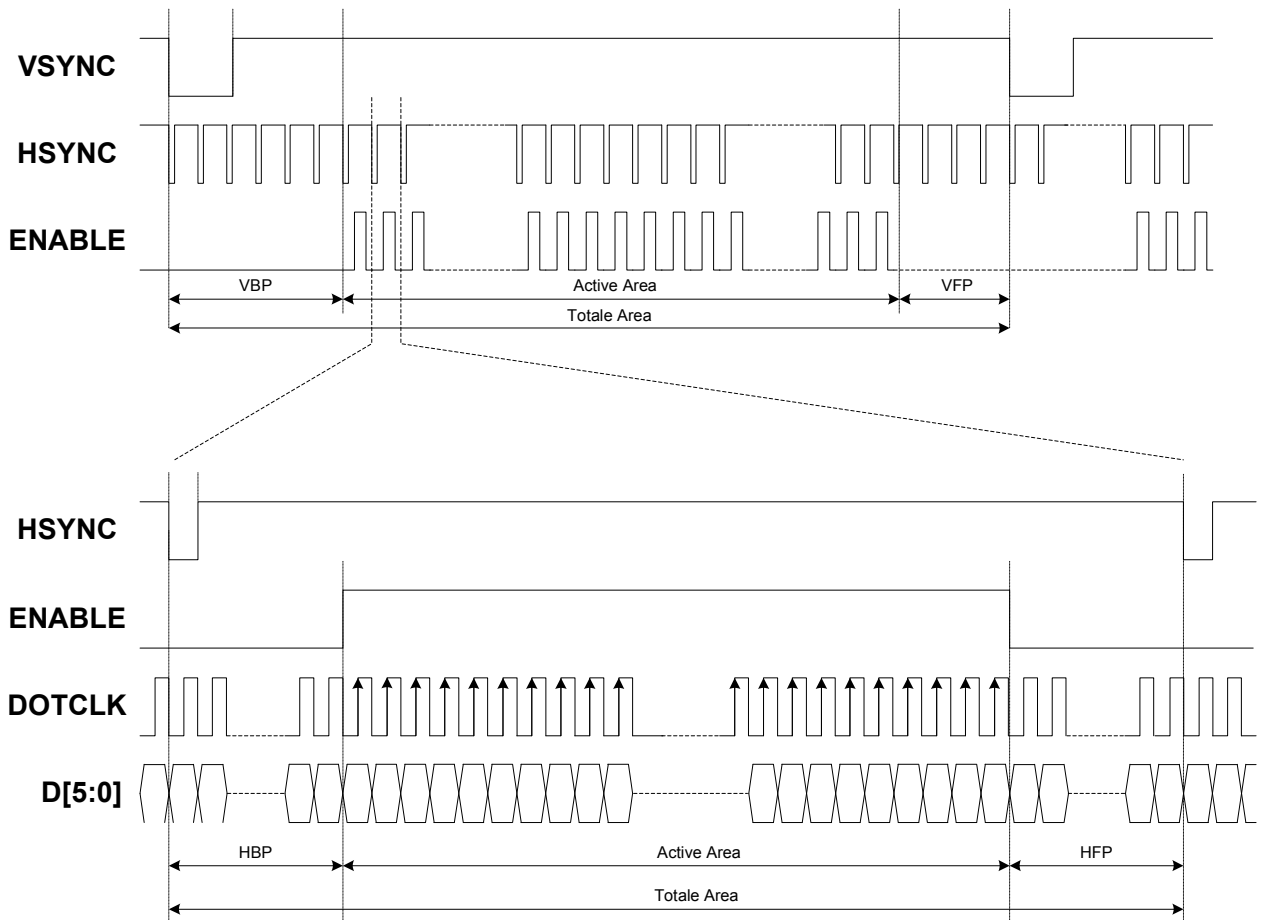 VSYNC
HSYNC
ENABLE
VBP
Active Area
VFP
Totale Area
HSYNC
ENABLE
DOTCLK
D[5:0]
HBP
Active Area
HFP
Totale Area